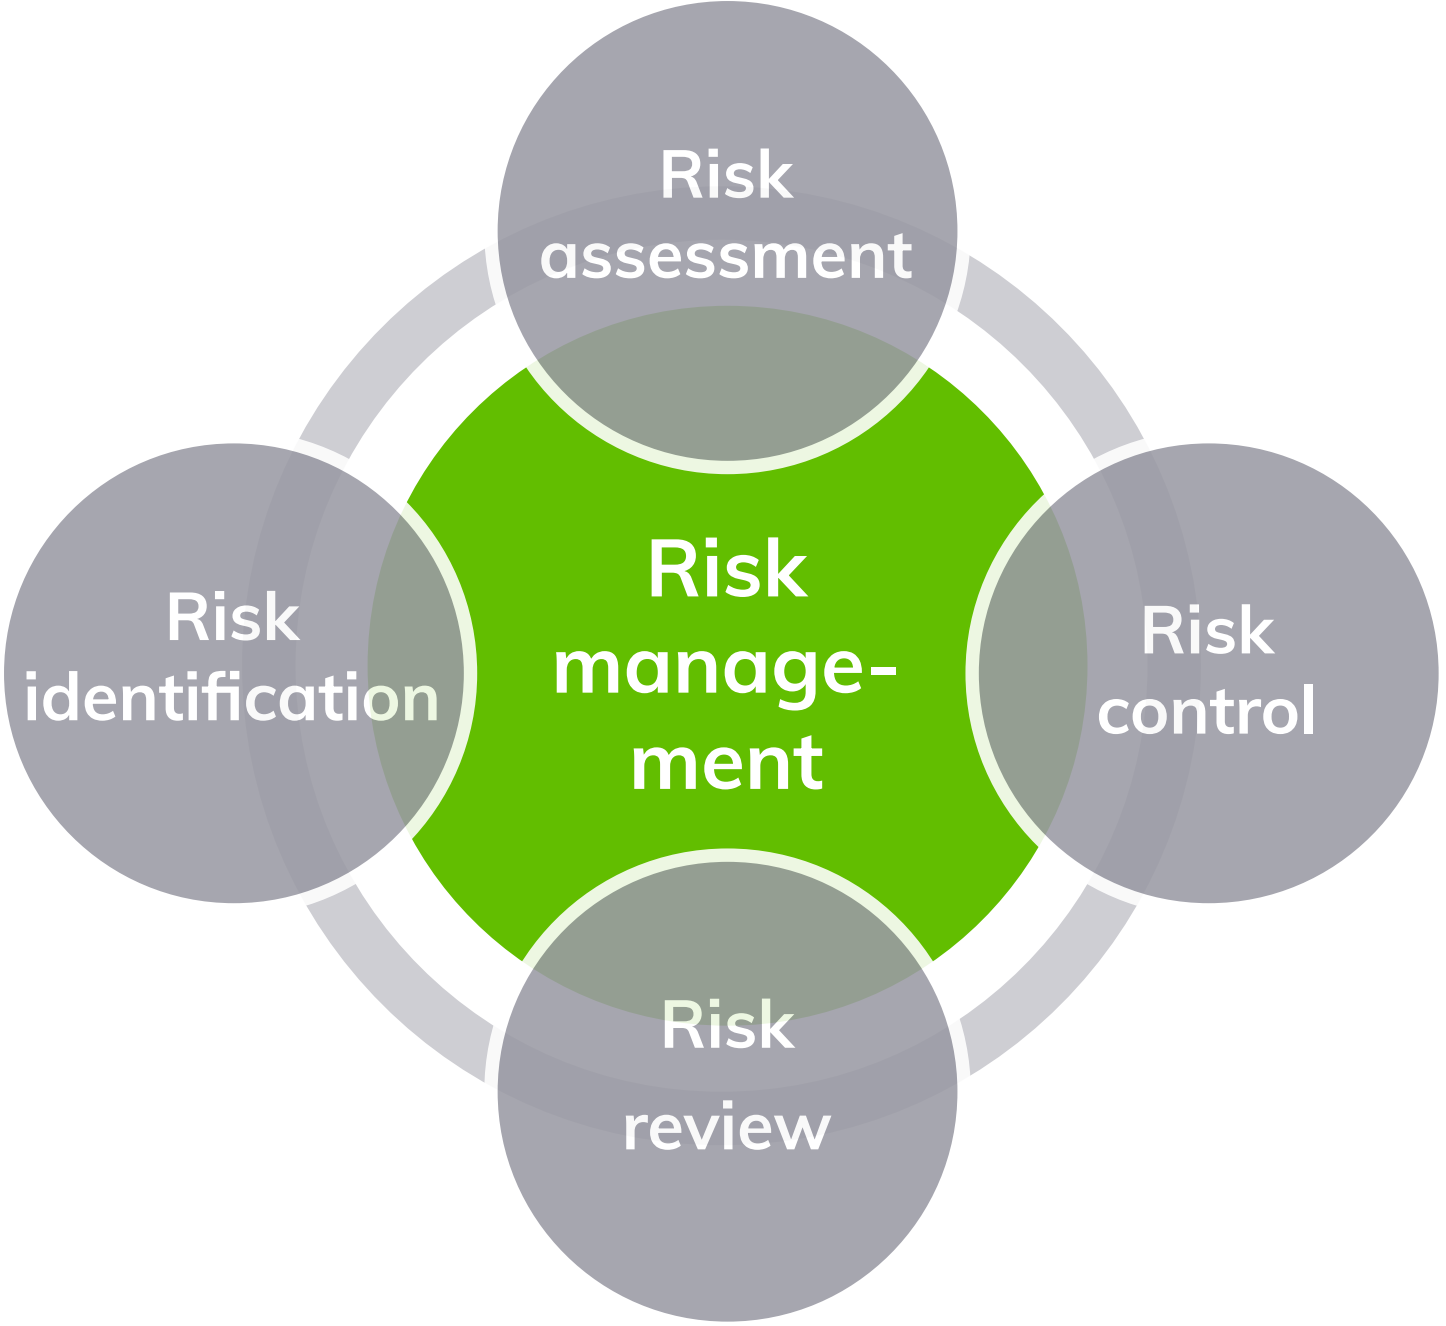 Risk
assessment
Risk
identification
Risk
manage-
ment
Risk
control
Risk
review